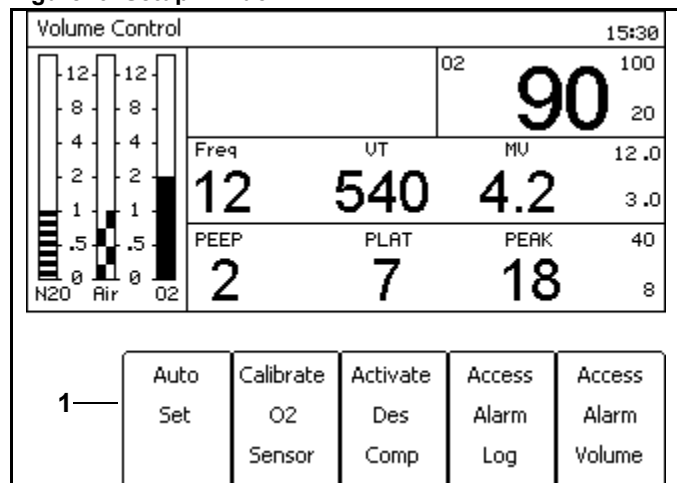 Volume Control 15:30
12 12
8 8
4 4
2 2
1 1
.5 .5
0 0
N2O Air O2
O2 90 100
20
Freq VT MV 12.0
12 540 4.2 3.0
PEEP PLAT PEAK 40
2 7 18 8
1
Auto Set
Calibrate O2 Sensor
Activate Des Comp
Access Alarm Log
Access Alarm Volume